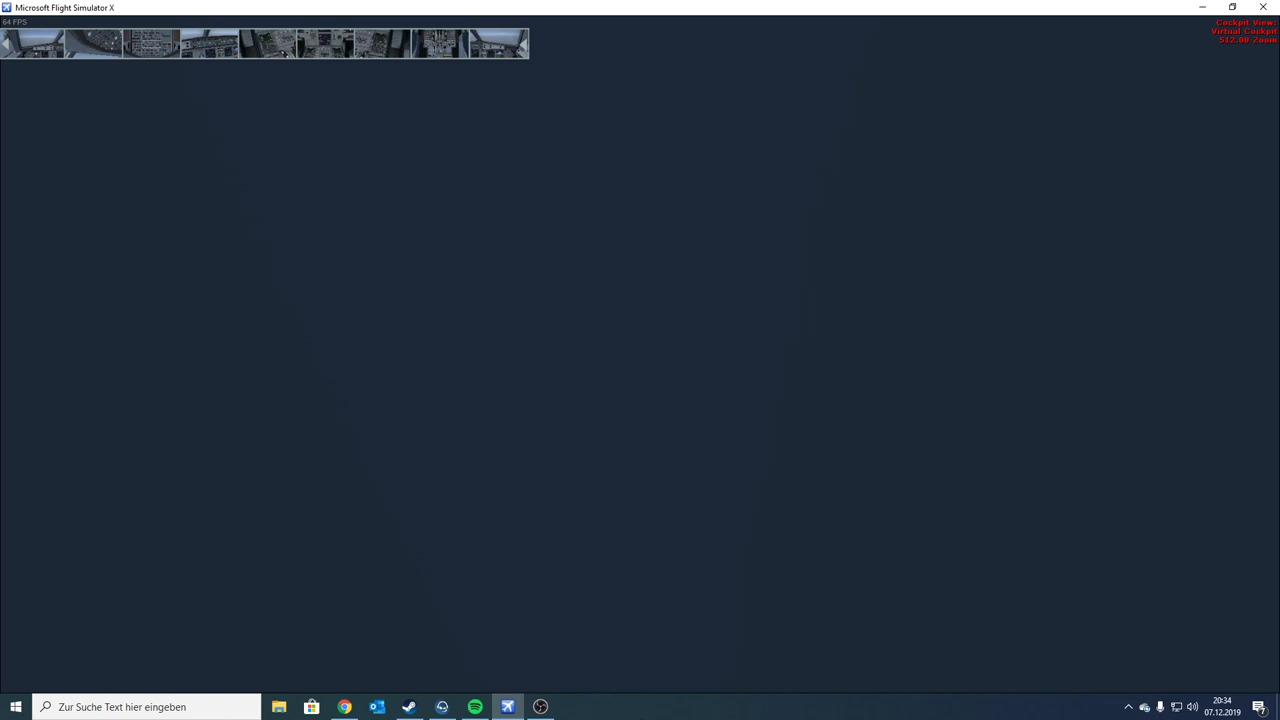 Microsoft Flight Simulator X
64 FPS
Cockpit View:
Virtual Cockpit
512.00 Zoom
Zur Suche Text hier eingeben
20:34
07.12.2019
7